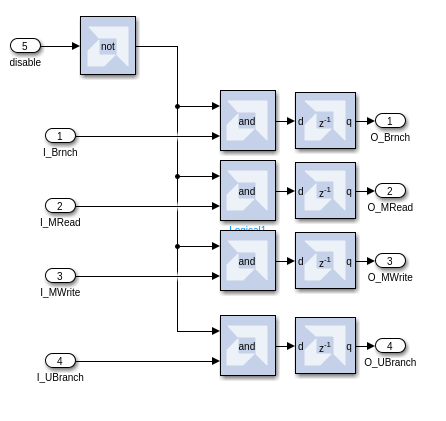 5
disable
not
and
d z-1 q
1
O_Brnch
1
I_Brnch
and
d z-1 q
2
O_MRead
2
I_MRead
Logical1
and
d z-1 q
3
O_MWrite
3
I_MWrite
and
d z-1 q
4
O_UBranch
4
I_UBranch